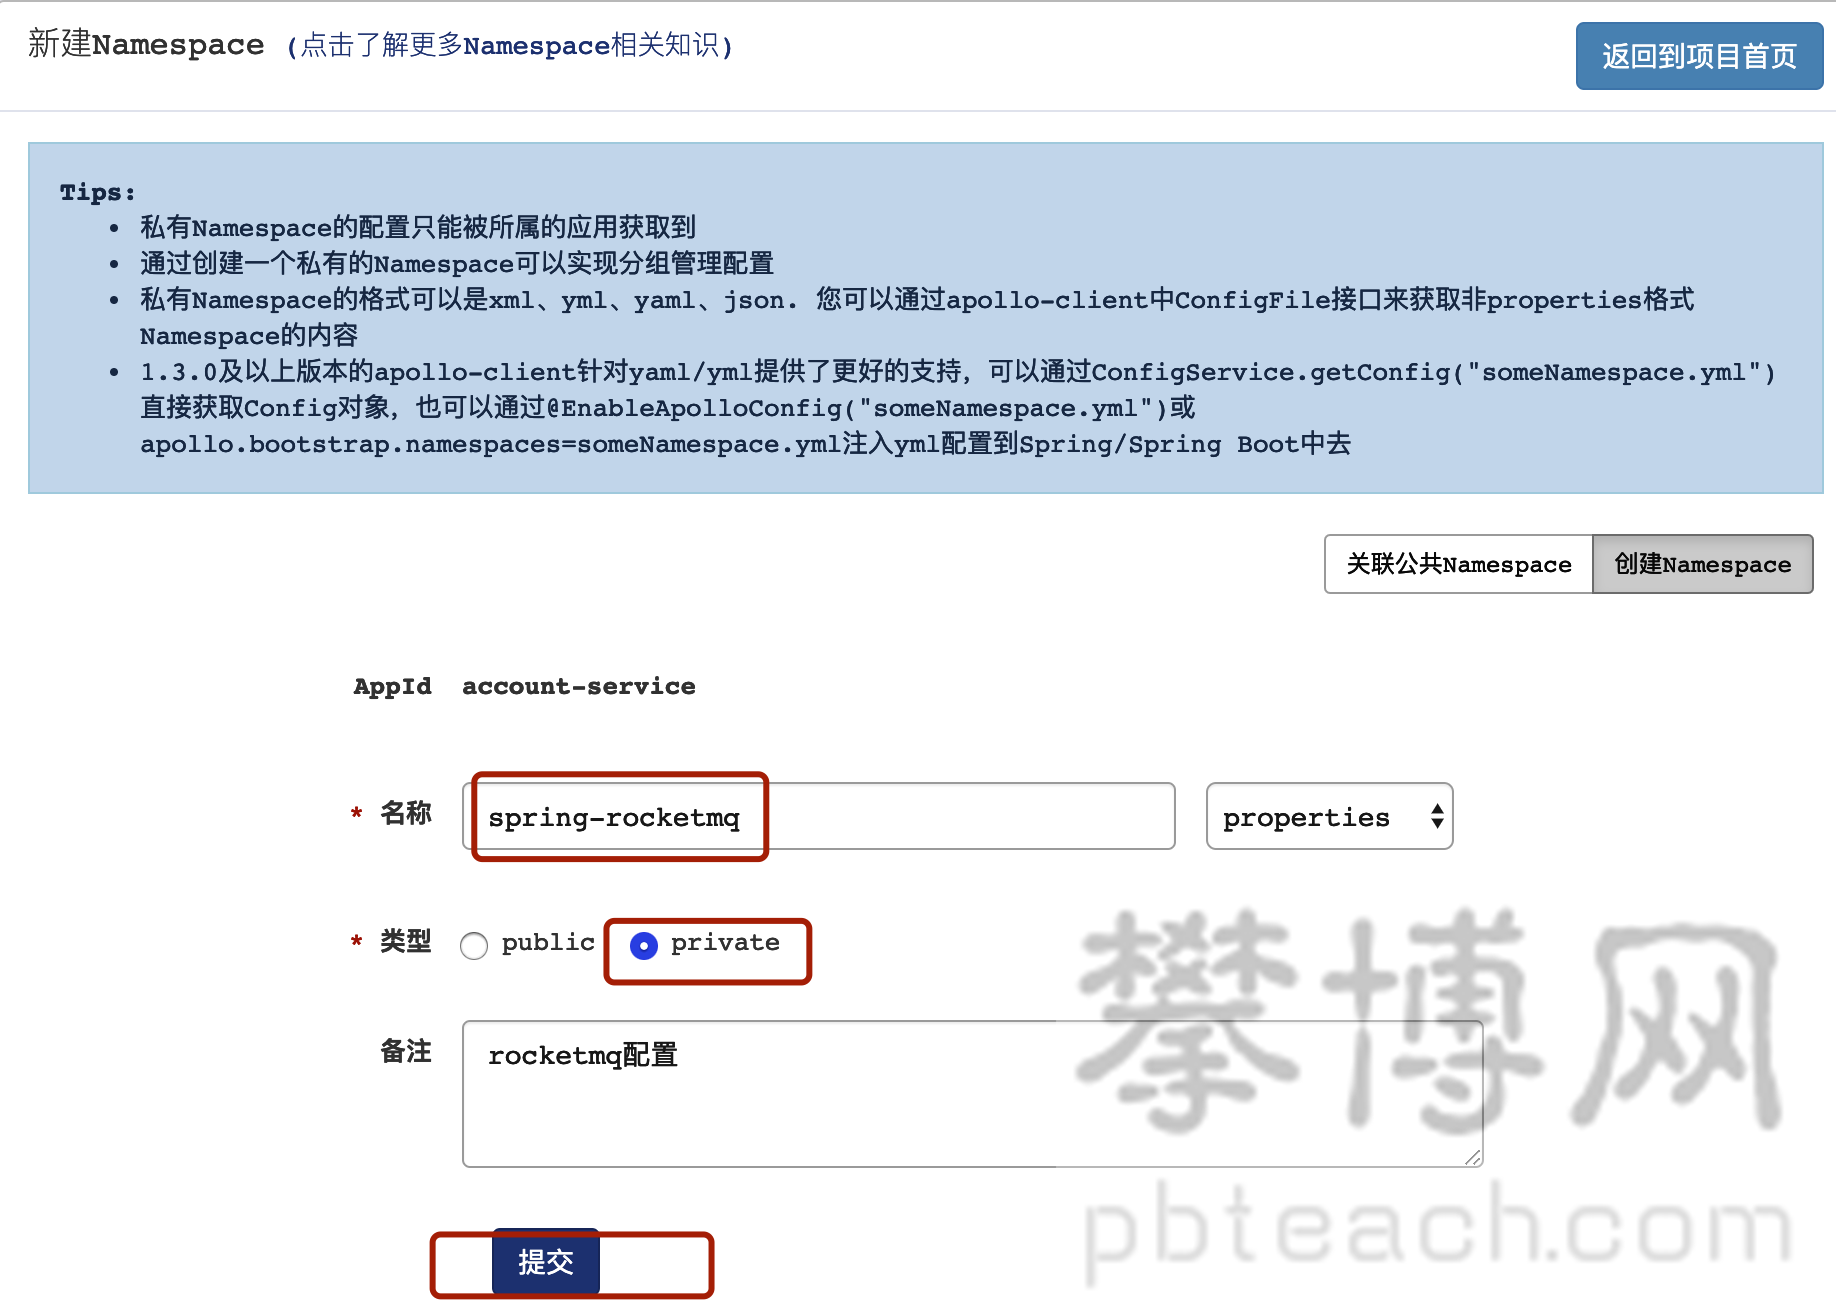 新建Namespace (点击了解更多Namespace相关知识)
返回到项目首页
Tips:
• 私有Namespace的配置只能被所属的应用获取到
• 通过创建一个私有的Namespace可以实现分组管理配置
• 私有Namespace的格式可以是xml、yml、yaml、json. 您可以通过apollo-client中ConfigFile接口来获取非properties格式
Namespace的内容
• 1.3.0及以上版本的apollo-client针对yaml/yml提供了更好的支持，可以通过ConfigService.getConfig("someNamespace.yml")
直接获取Config对象，也可以通过@EnableApolloConfig("someNamespace.yml")或
apollo.bootstrap.namespaces=someNamespace.yml注入yml配置到Spring/Spring Boot中去
关联公共Namespace 创建Namespace
AppId account-service
* 名称 spring-rocketmq properties
* 类型 public private
备注 rocketmq配置
攀博网
pbteach.com
提交